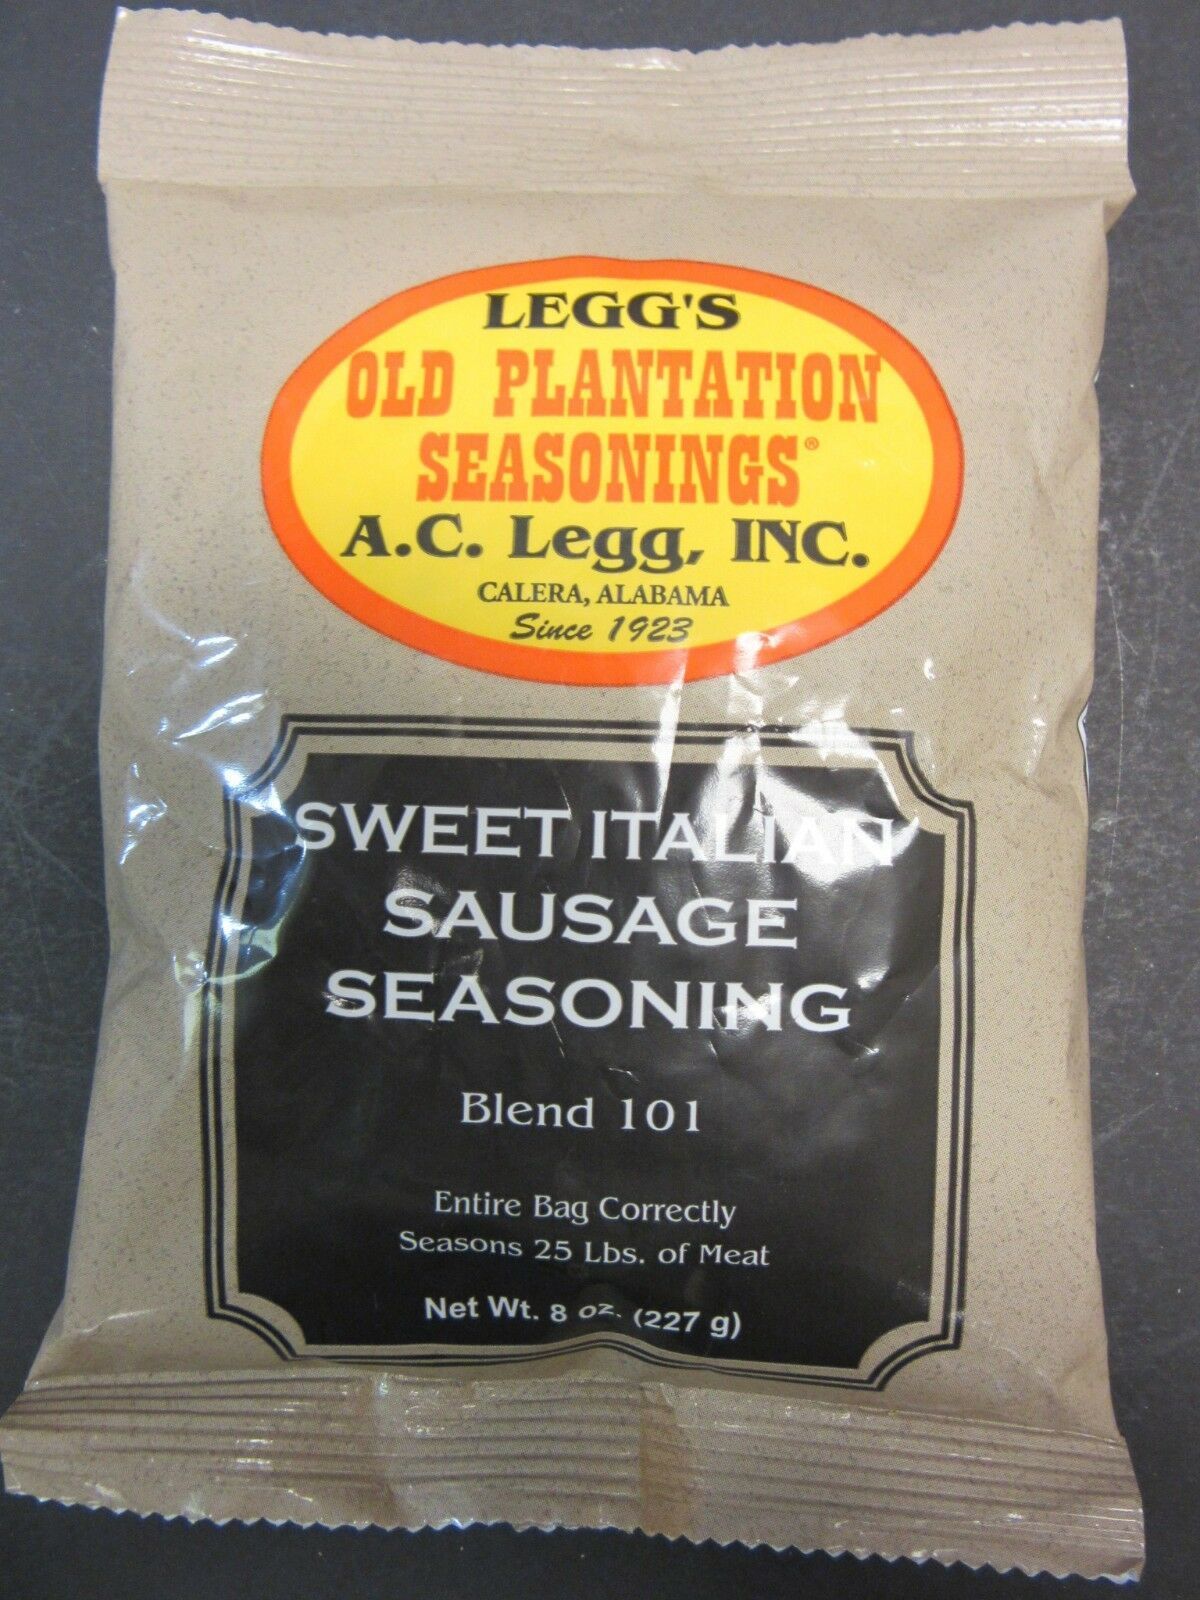 LEGG'S
OLD PLANTATION
SEASONINGS®
A.C. Legg, INC.
CALERA, ALABAMA
Since 1923
SWEET ITALIAN
SAUSAGE
SEASONING
Blend 101
Entire Bag Correctly
Seasons 25 Lbs. of Meat
Net Wt. 8 oz. (227 g)